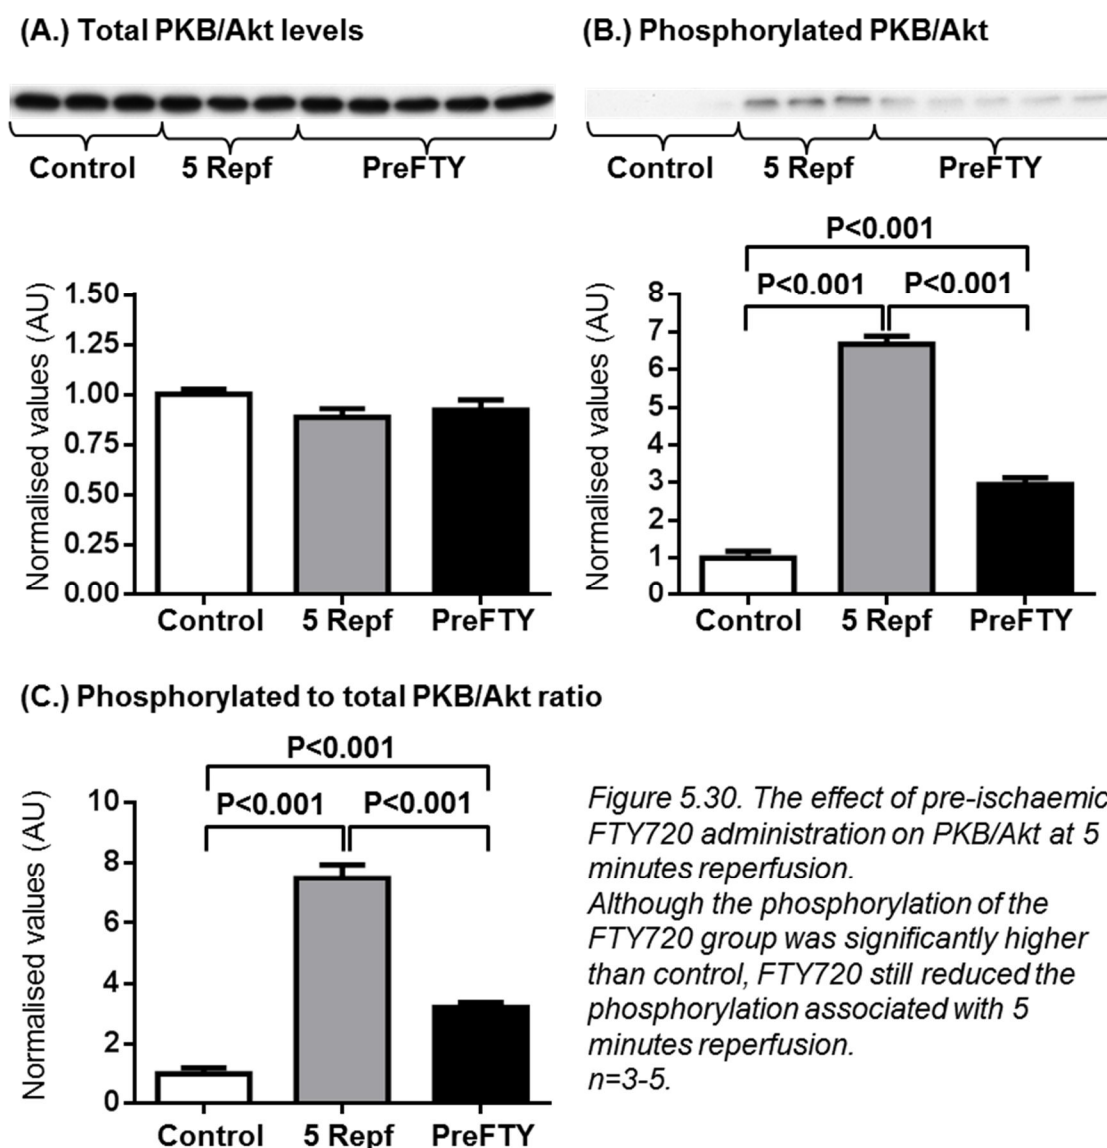 (A.) Total PKB/Akt levels
Control 5 Repf PreFTY
Normalised values (AU)
1.50
1.25
1.00
0.75
0.50
0.25
0.00
Control 5 Repf PreFTY
(B.) Phosphorylated PKB/Akt
Control 5 Repf PreFTY
P<0.001
P<0.001 P<0.001
Normalised values (AU)
8
7
6
5
4
3
2
1
0
Control 5 Repf PreFTY
(C.) Phosphorylated to total PKB/Akt ratio
P<0.001
P<0.001 P<0.001
Normalised values (AU)
10
8
6
4
2
0
Control 5 Repf PreFTY
Figure 5.30. The effect of pre-ischaemic
FTY720 administration on PKB/Akt at 5
minutes reperfusion.
Although the phosphorylation of the
FTY720 group was significantly higher
than control, FTY720 still reduced the
phosphorylation associated with 5
minutes reperfusion.
n=3-5.